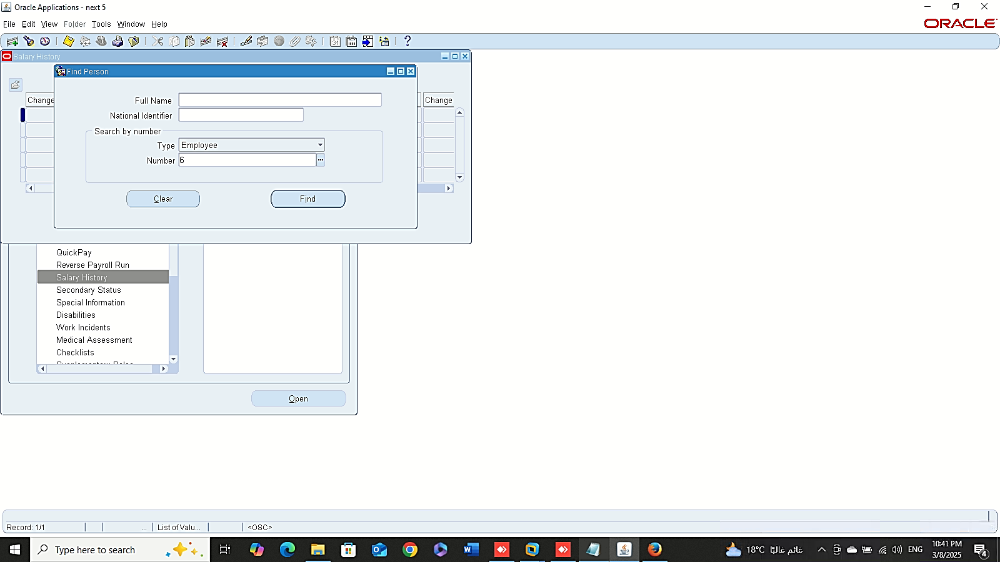 Oracle Applications - next 5
File Edit View Folder Tools Window Help
ORACLE
Salary History
Find Person
Change
Change
Full Name
National Identifier
Search by number
Type Employee
Number 6
Clear Find
QuickPay
Reverse Payroll Run
Salary History
Secondary Status
Special Information
Disabilities
Work Incidents
Medical Assessment
Checklists
Open
Record: 1/1 ... List of Valu... <OSC>
Type here to search
18°C غائم غالبًا ENG
10:41 PM
3/8/2025
4